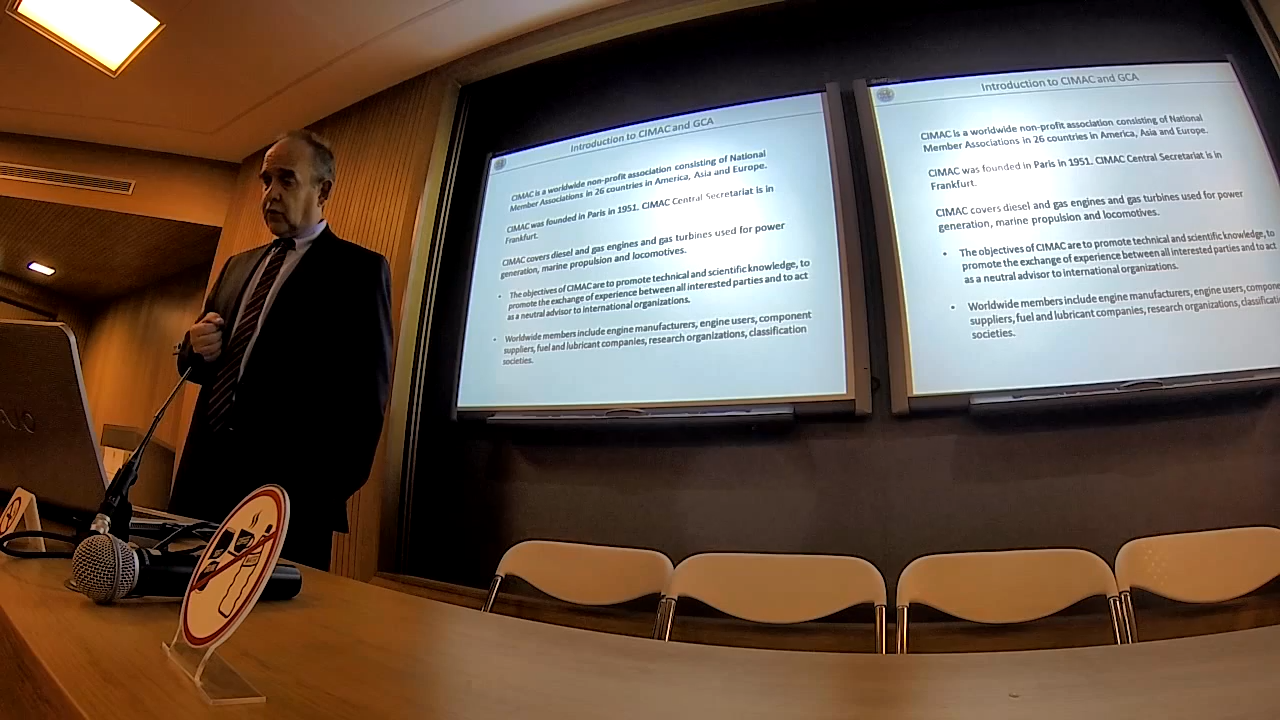 Introduction to CIMAC and GCA
CIMAC is a worldwide non-profit association consisting of National
Member Associations in 26 countries in America, Asia and Europe.
CIMAC was founded in Paris in 1951. CIMAC Central Secretariat is in
Frankfurt.
CIMAC covers diesel and gas engines and gas turbines used for power
generation, marine propulsion and locomotives.
• The objectives of CIMAC are to promote technical and scientific knowledge, to
promote the exchange of experience between all interested parties and to act
as a neutral advisor to international organizations.
• Worldwide members include engine manufacturers, engine users, component
suppliers, fuel and lubricant companies, research organizations, classification
societies.
Introduction to CIMAC and GCA
CIMAC is a worldwide non-profit association consisting of National
Member Associations in 26 countries in America, Asia and Europe.
CIMAC was founded in Paris in 1951. CIMAC Central Secretariat is in
Frankfurt.
CIMAC covers diesel and gas engines and gas turbines used for power
generation, marine propulsion and locomotives.
• The objectives of CIMAC are to promote technical and scientific knowledge, to
promote the exchange of experience between all interested parties and to act
as a neutral advisor to international organizations.
• Worldwide members include engine manufacturers, engine users, compone
suppliers, fuel and lubricant companies, research organizations, classificati
societies.
VAIO